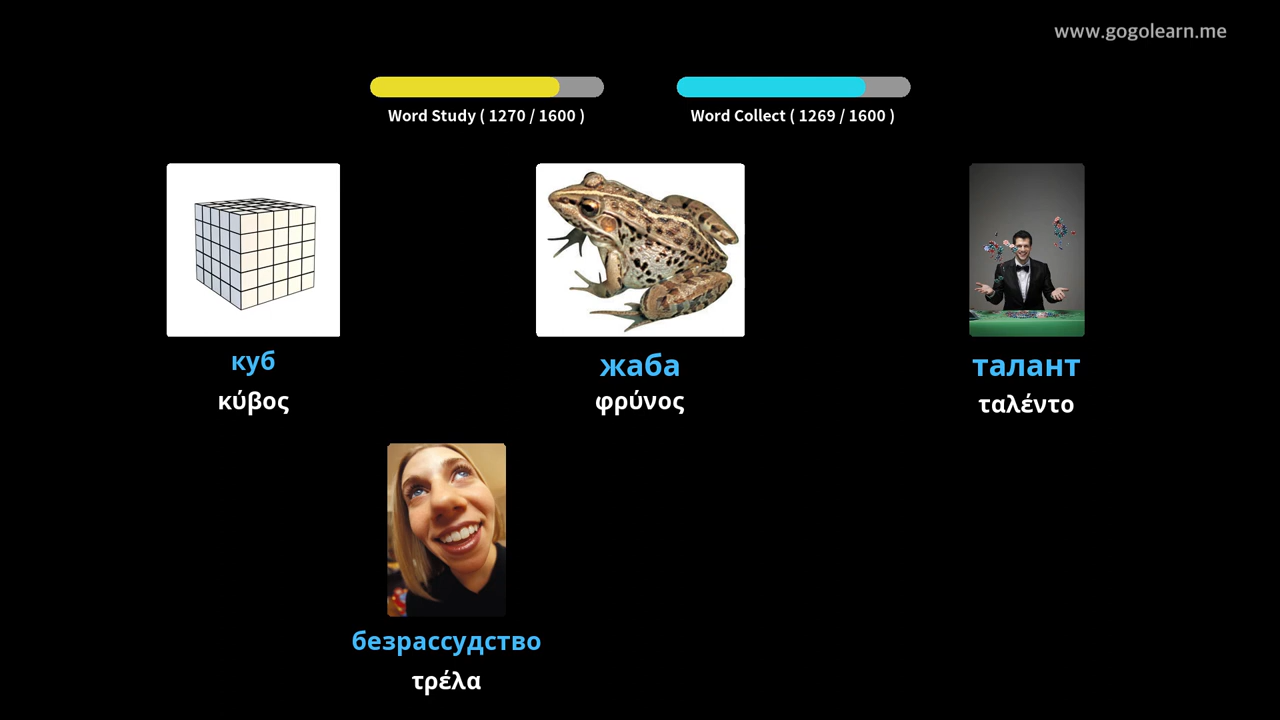 www.gogolearn.me
Word Study ( 1270 / 1600 )
Word Collect ( 1269 / 1600 )
куб
κύβος
жаба
φρύνος
талант
ταλέντο
безрассудство
τρέλα